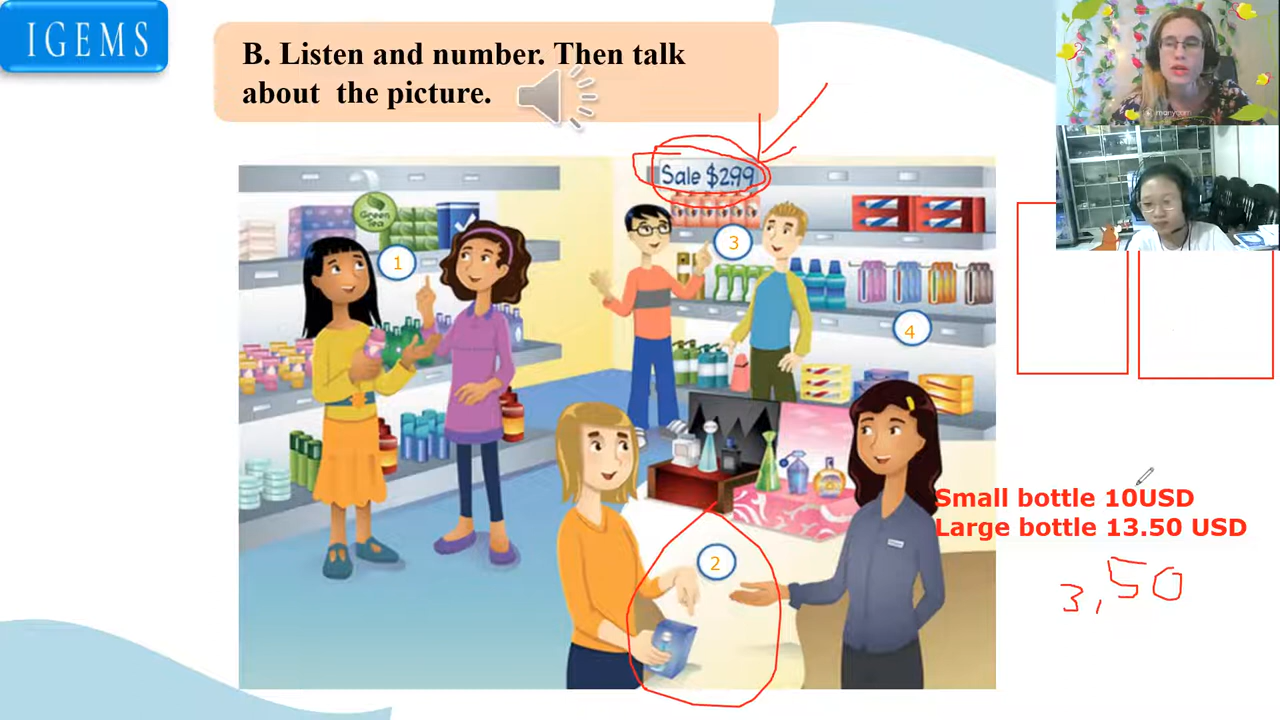 IGEMS
B. Listen and number. Then talk
about the picture.
Sale $2.99
Green
Tea
1
3
4
2
Small bottle 10USD
Large bottle 13.50 USD
3,50
manycam